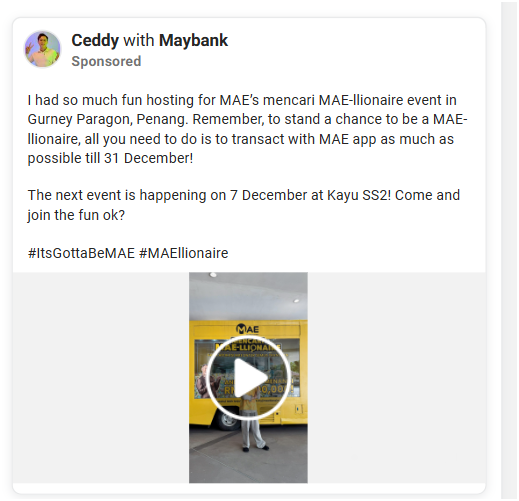 Ceddy with Maybank
Sponsored
I had so much fun hosting for MAE's mencari MAE-llionaire event in
Gurney Paragon, Penang. Remember, to stand a chance to be a MAE-
llionaire, all you need to do is to transact with MAE app as much as
possible till 31 December!
The next event is happening on 7 December at Kayu SS2! Come and
join the fun ok?
#ItsGottaBeMAE #MAEllionaire
MAE
MENCARI
MAE-LLIONAIRE